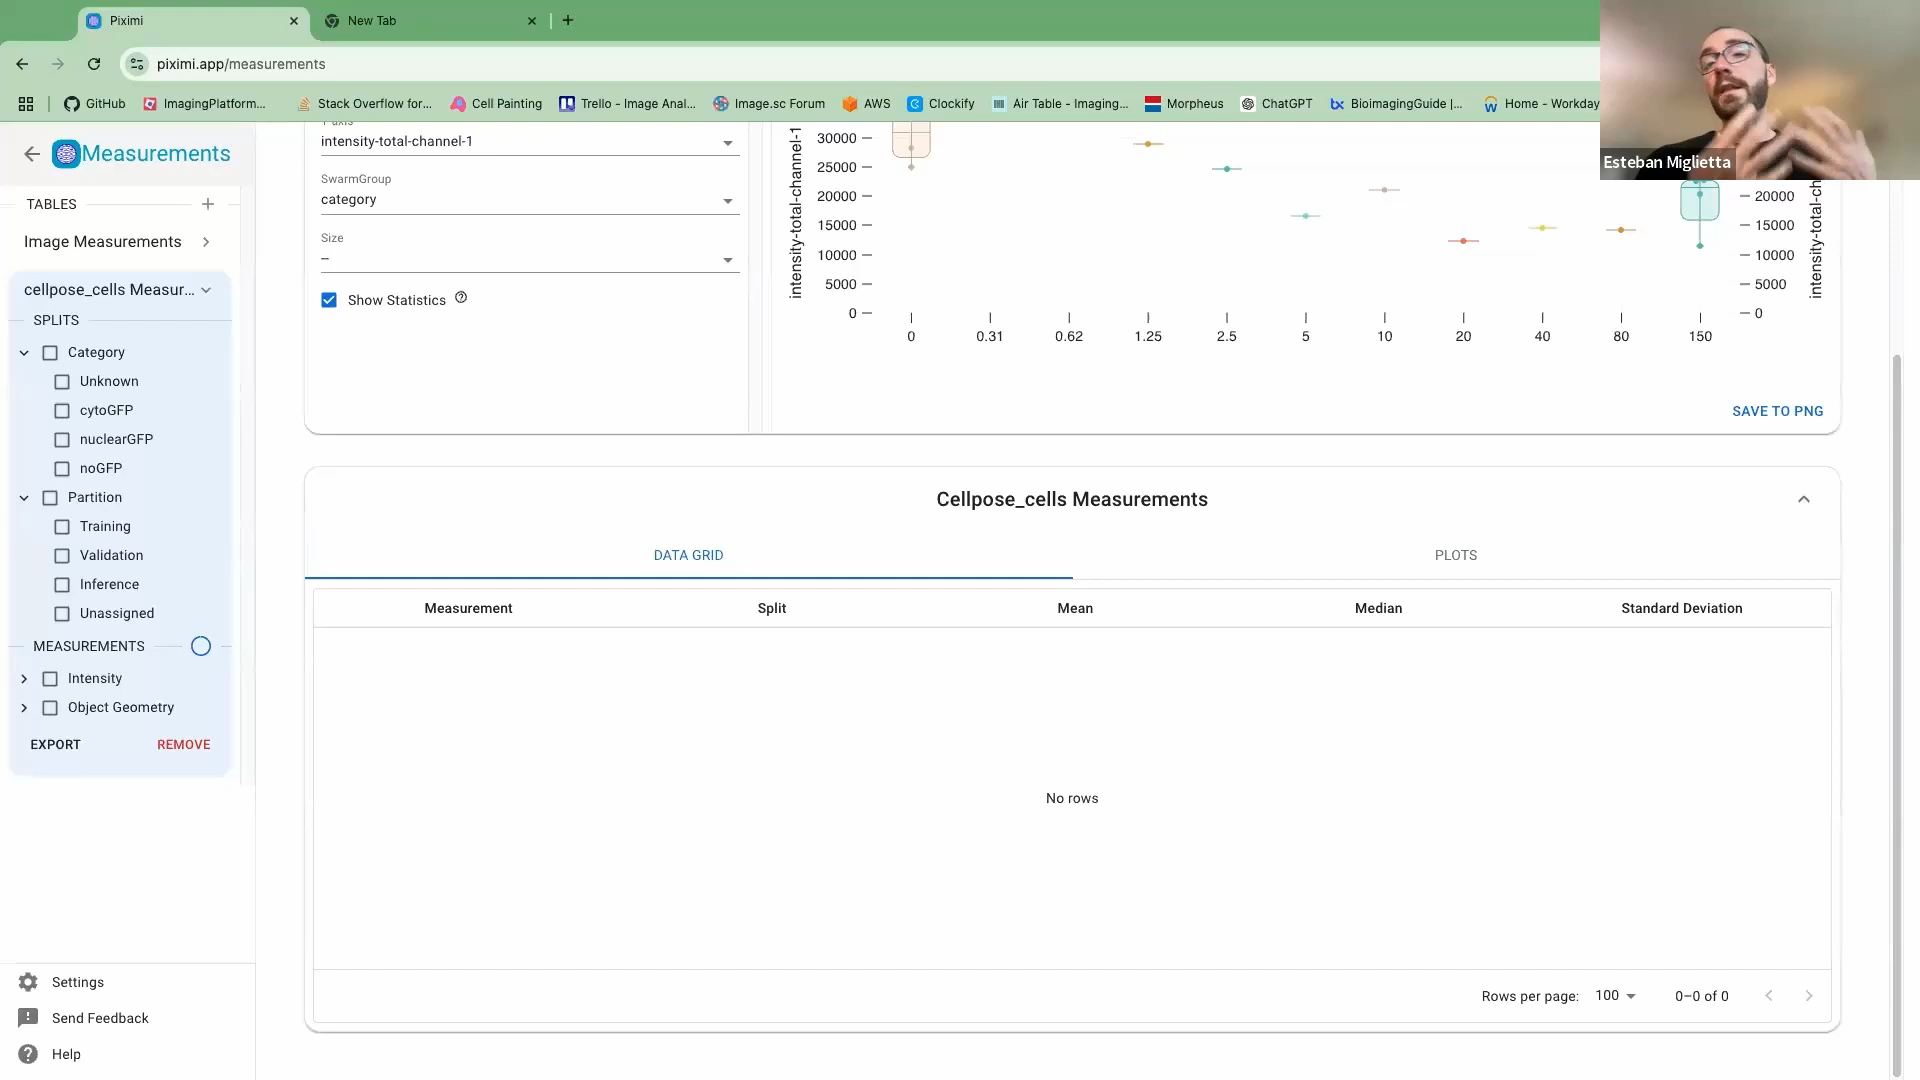 Piximi
New Tab
piximi.app/measurements
GitHub
ImagingPlatform...
Stack Overflow for...
Cell Painting
Trello - Image Anal...
Image.sc Forum
AWS
Clockify
Air Table - Imaging...
Morpheus
ChatGPT
BioimagingGuide |...
Home - Workday
Esteban Miglietta
Measurements
TABLES
Image Measurements
cellpose_cells Measur...
SPLITS
Category
Unknown
cytoGFP
nuclearGFP
noGFP
Partition
Training
Validation
Inference
Unassigned
MEASUREMENTS
Intensity
Object Geometry
EXPORT
REMOVE
Settings
Send Feedback
Help
intensity-total-channel-1
SwarmGroup
category
Size
–
Show Statistics
intensity-total-channel-1
30000
25000
20000
15000
10000
5000
0
0
0.31
0.62
1.25
2.5
5
10
20
40
80
150
20000
15000
10000
5000
0
intensity-total-ch
SAVE TO PNG
Cellpose_cells Measurements
DATA GRID
PLOTS
Measurement
Split
Mean
Median
Standard Deviation
No rows
Rows per page:
100
0–0 of 0